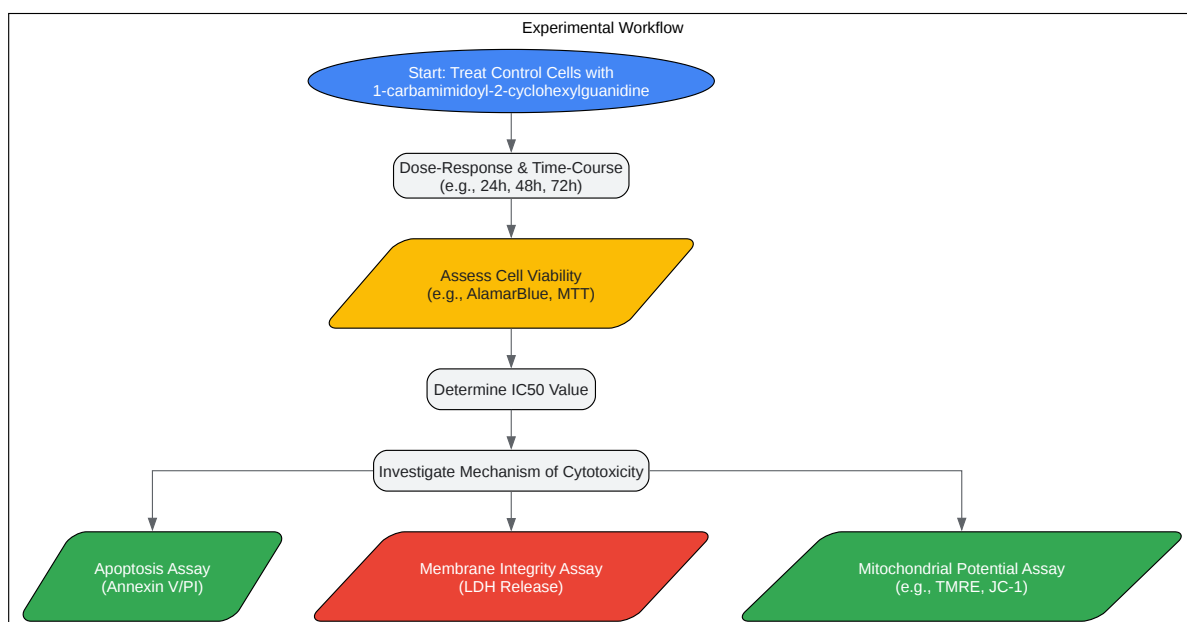 Experimental Workflow
Start: Treat Control Cells with
1-carbamimidoyl-2-cyclohexylguanidine
Dose-Response & Time-Course
(e.g., 24h, 48h, 72h)
Assess Cell Viability
(e.g., AlamarBlue, MTT)
Determine IC50 Value
Investigate Mechanism of Cytotoxicity
Apoptosis Assay
(Annexin V/PI)
Membrane Integrity Assay
(LDH Release)
Mitochondrial Potential Assay
(e.g., TMRE, JC-1)